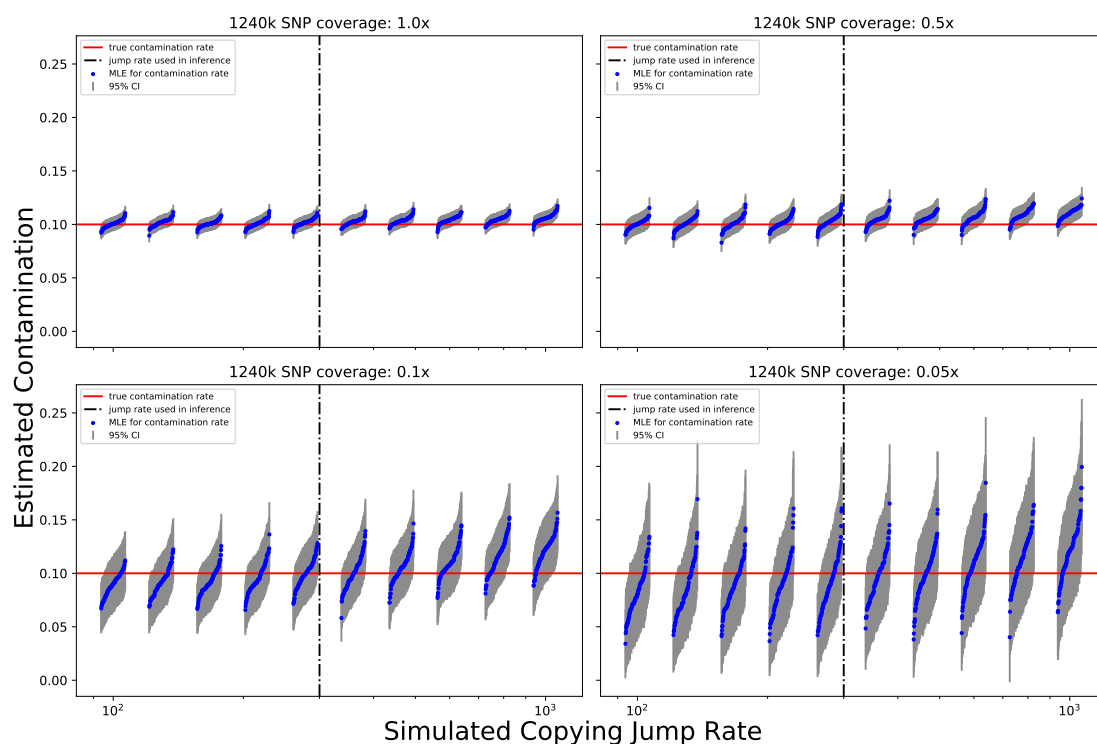 1240k SNP coverage: 1.0x
true contamination rate
jump rate used in inference
MLE for contamination rate
95% CI
0.25
0.20
0.15
0.10
0.05
0.00
1240k SNP coverage: 0.5x
true contamination rate
jump rate used in inference
MLE for contamination rate
95% CI
Estimated Contamination
1240k SNP coverage: 0.1x
true contamination rate
jump rate used in inference
MLE for contamination rate
95% CI
0.25
0.20
0.15
0.10
0.05
0.00
10²
10³
1240k SNP coverage: 0.05x
true contamination rate
jump rate used in inference
MLE for contamination rate
95% CI
10²
10³
Simulated Copying Jump Rate